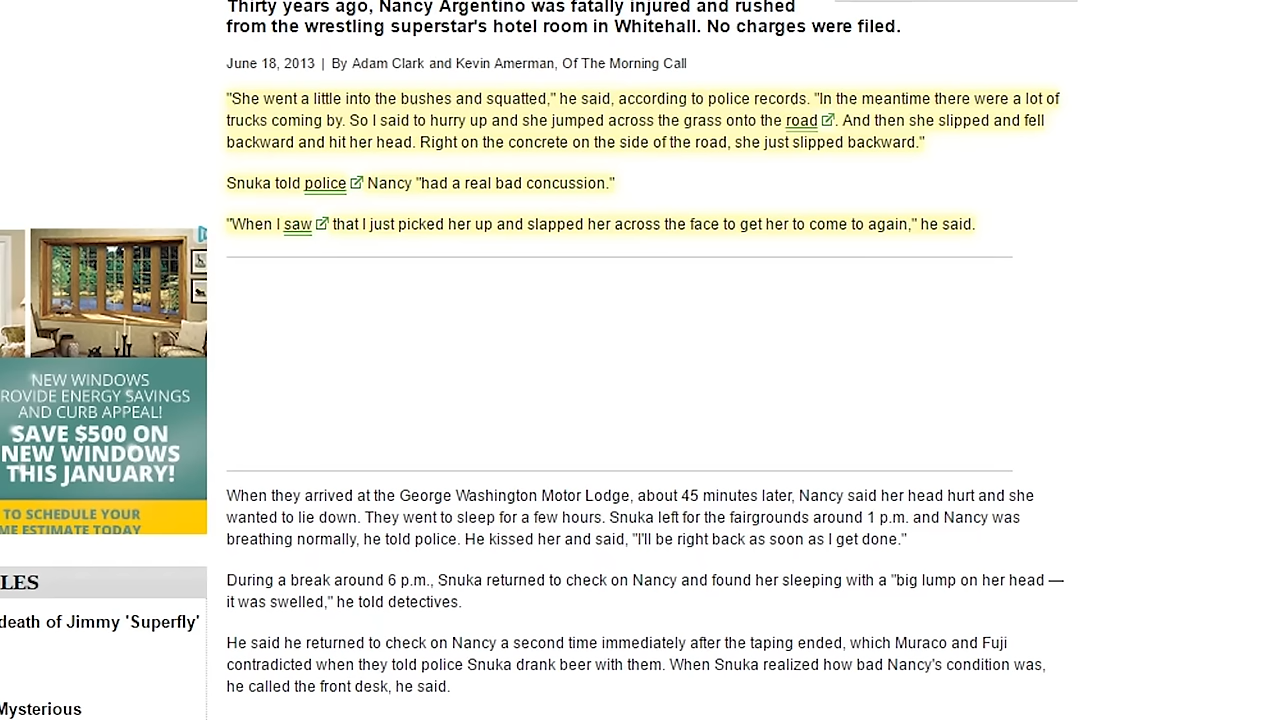 Thirty years ago, Nancy Argentino was fatally injured and rushed
from the wrestling superstar's hotel room in Whitehall. No charges were filed.
June 18, 2013 | By Adam Clark and Kevin Amerman, Of The Morning Call
"She went a little into the bushes and squatted," he said, according to police records. "In the meantime there were a lot of
trucks coming by. So I said to hurry up and she jumped across the grass onto the road. And then she slipped and fell
backward and hit her head. Right on the concrete on the side of the road, she just slipped backward."
Snuka told police Nancy "had a real bad concussion."
"When I saw that I just picked her up and slapped her across the face to get her to come to again," he said.
NEW WINDOWS
ROVIDE ENERGY SAVINGS
AND CURB APPEAL!
SAVE $500 ON
NEW WINDOWS
THIS JANUARY!
TO SCHEDULE YOUR
ME ESTIMATE TODAY
When they arrived at the George Washington Motor Lodge, about 45 minutes later, Nancy said her head hurt and she
wanted to lie down. They went to sleep for a few hours. Snuka left for the fairgrounds around 1 p.m. and Nancy was
breathing normally, he told police. He kissed her and said, "I'll be right back as soon as I get done."
LES
During a break around 6 p.m., Snuka returned to check on Nancy and found her sleeping with a "big lump on her head —
it was swelled," he told detectives.
death of Jimmy 'Superfly'
He said he returned to check on Nancy a second time immediately after the taping ended, which Muraco and Fuji
contradicted when they told police Snuka drank beer with them. When Snuka realized how bad Nancy's condition was,
he called the front desk, he said.
Mysterious